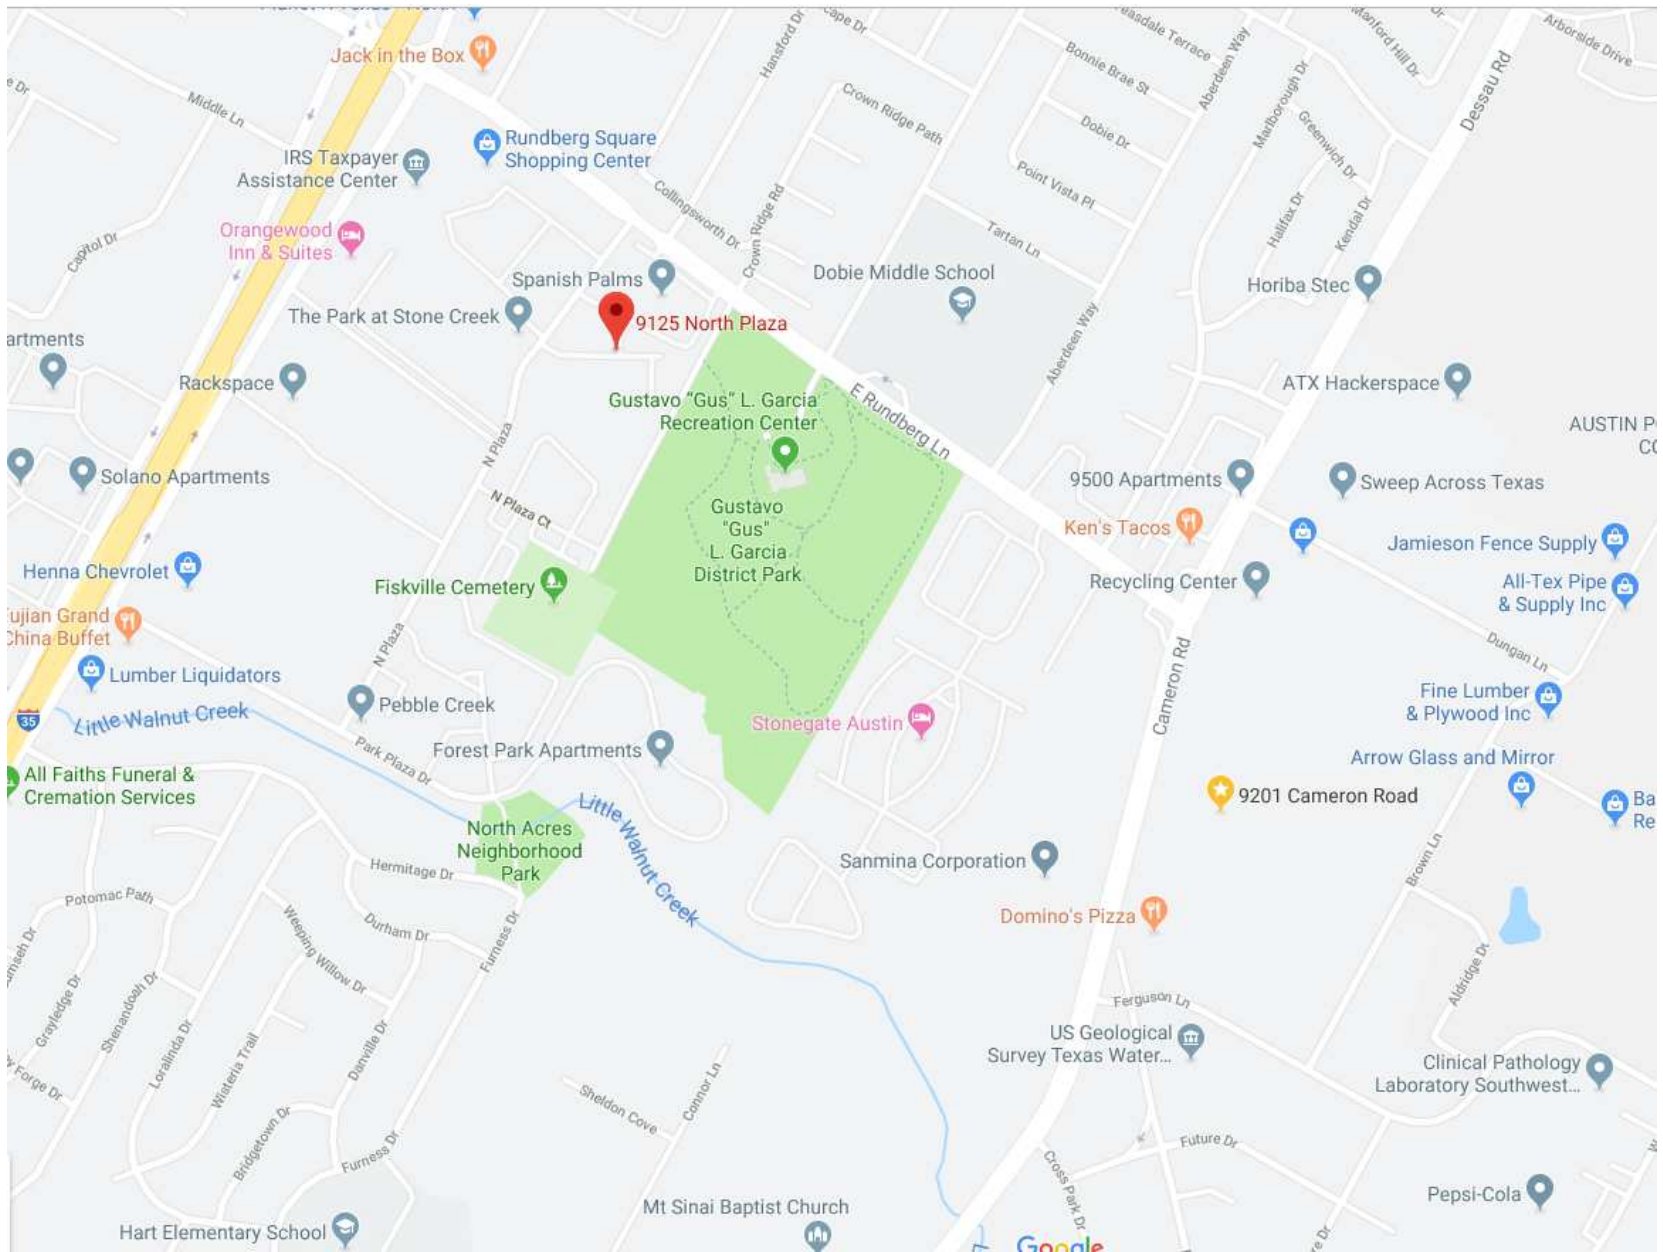 Jack in the Box
Hansford Dr
Bonnie Brae St
Aberdeen Way
Manford Hill Dr
Arborside Drive
Dessau Rd
Middle Ln
Crown Ridge Path
Dobie Dr
Marlborough Dr
Greenwich Dr
Rundberg Square
Shopping Center
IRS Taxpayer
Assistance Center
Point Vista Pl
Collingsworth Dr
Crown Ridge Rd
Halifax Dr
Kendal Dr
Tartan Ln
Capitol Dr
Orangewood
Inn & Suites
Spanish Palms
Dobie Middle School
Horiba Stec
The Park at Stone Creek
9125 North Plaza
Aberdeen Way
artments
Rackspace
ATX Hackerspace
Gustavo "Gus" L. Garcia
Recreation Center
E Rundberg Ln
N Plaza
Solano Apartments
9500 Apartments
Sweep Across Texas
N Plaza Ct
Gustavo
"Gus"
L. Garcia
District Park
Ken's Tacos
Jamieson Fence Supply
Henna Chevrolet
Fiskville Cemetery
Recycling Center
All-Tex Pipe
& Supply Inc
ujian Grand
China Buffet
N Plaza
Dungan Ln
Lumber Liquidators
Cameron Rd
Pebble Creek
Fine Lumber
& Plywood Inc
35
Little Walnut Creek
Stonegate Austin
Park Plaza Dr
Forest Park Apartments
Arrow Glass and Mirror
All Faiths Funeral &
Cremation Services
9201 Cameron Road
Ba
Re
Little Walnut Creek
North Acres
Neighborhood
Park
Hermitage Dr
Sanmina Corporation
Brown Ln
Potomac Path
Weeping Willow Dr
Durham Dr
Furness Dr
Domino's Pizza
Aldridge Dr
Grayledge Dr
Shenandoah Dr
Ferguson Ln
Loralinda Dr
Wisteria Trail
Danville Dr
US Geological
Survey Texas Water...
Clinical Pathology
Laboratory Southwest...
Forge Dr
Sheldon Cove
Connor Ln
Bridgetown Dr
Furness Dr
Future Dr
Cross Park Dr
Pepsi-Cola
Mt Sinai Baptist Church
Hart Elementary School
Google